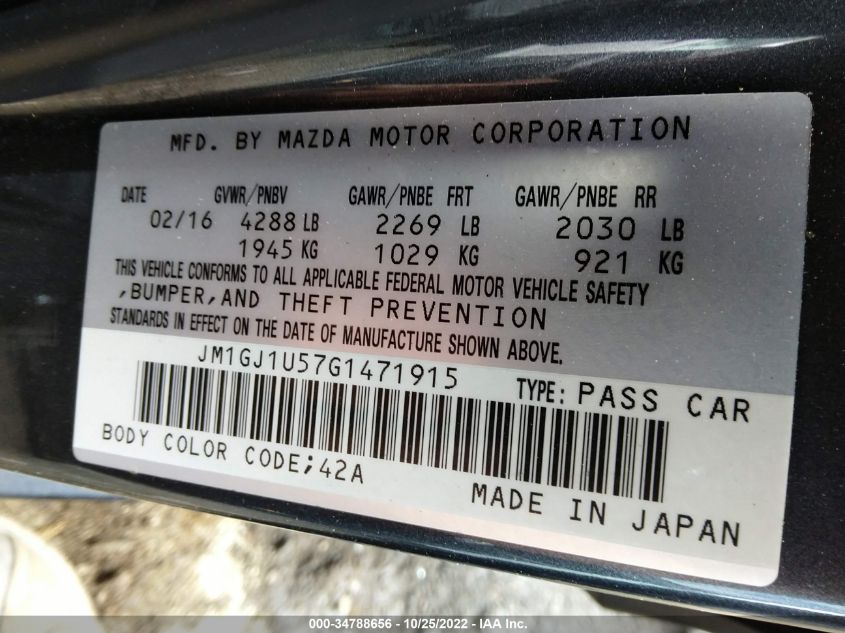 MFD. BY MAZDA MOTOR CORPORATION
DATE GVWR/PNBV GAWR/PNBE FRT GAWR/PNBE RR
02/16 4288 LB 2269 LB 2030 LB
1945 KG 1029 KG 921 KG
THIS VEHICLE CONFORMS TO ALL APPLICABLE FEDERAL MOTOR VEHICLE SAFETY
,BUMPER,AND THEFT PREVENTION
STANDARDS IN EFFECT ON THE DATE OF MANUFACTURE SHOWN ABOVE.
JM1GJ1U57G1471915 TYPE: PASS CAR
BODY COLOR CODE;42A MADE IN JAPAN
000-34788656 - 10/25/2022 - IAA Inc.